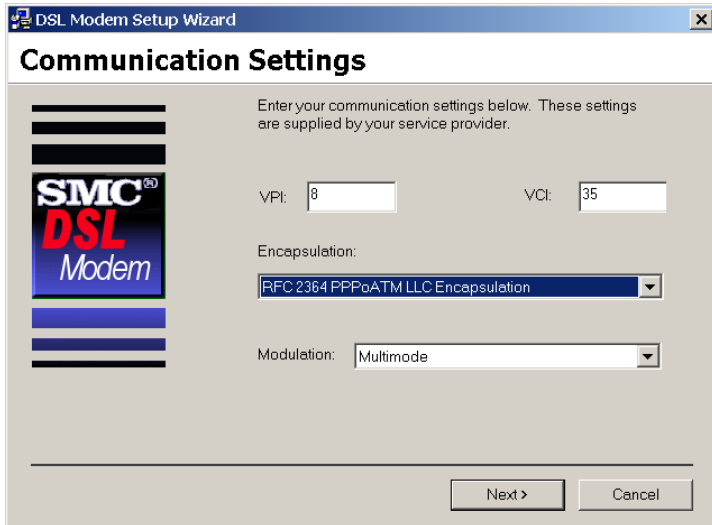 DSL Modem Setup Wizard
Communication Settings
Enter your communication settings below. These settings
are supplied by your service provider.
SMC®
DSL
Modem
VPI: 8 VCI: 35
Encapsulation:
RFC 2364 PPPoATM LLC Encapsulation
Modulation: Multimode
Next > Cancel